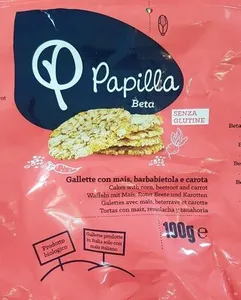 Papilla
Beta
SENZA
GLUTINE
Gallette con mais, barbabietola e carota
Cakes with corn, beetroot and carrot
Waffeln mit Mais, Roter Beete und Karotten
Galettes avec maïs, betterave et carotte
Tortas con maís, remolacha y zanahoria
190g e
Prodotto
biologico
Gallette prodotte
in Italia solo con
mais italiano